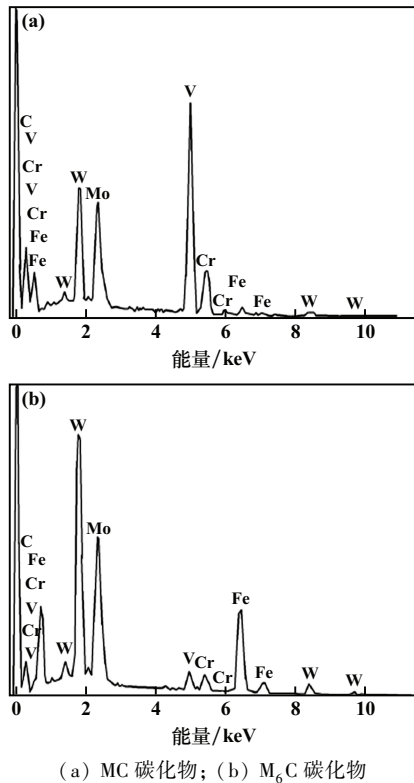 (a)
C
V
Cr
V
Cr
Fe
Fe
W
W
Mo
V
Cr
Cr
Fe
Fe
W
W
0 2 4 6 8 10
能量/keV
(b)
C
Fe
Cr
V
Cr
V
W
W
Mo
V
Cr
Cr
Fe
Fe
W
W
0 2 4 6 8 10
能量/keV
(a) MC 碳化物; (b) M₆C 碳化物